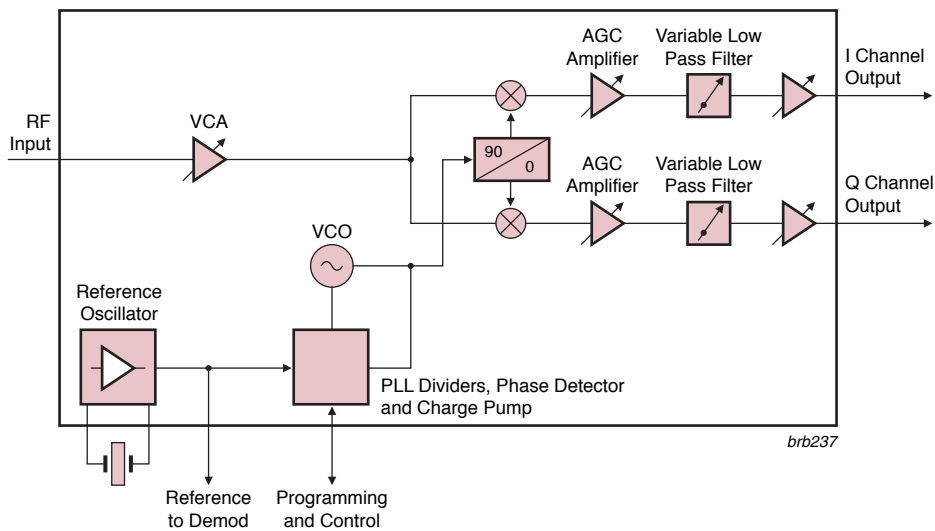 AGC
Amplifier
Variable Low
Pass Filter
I Channel
Output
RF
Input
VCA
90
0
AGC
Amplifier
Variable Low
Pass Filter
Q Channel
Output
VCO
Reference
Oscillator
PLL Dividers, Phase Detector
and Charge Pump
brb237
Reference
to Demod
Programming
and Control